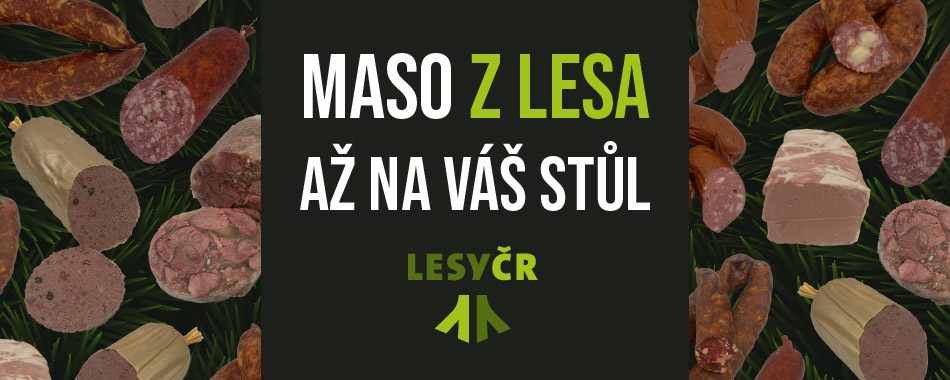 MASO Z LESA
AŽ NA VÁŠ STŮL
LESYČR